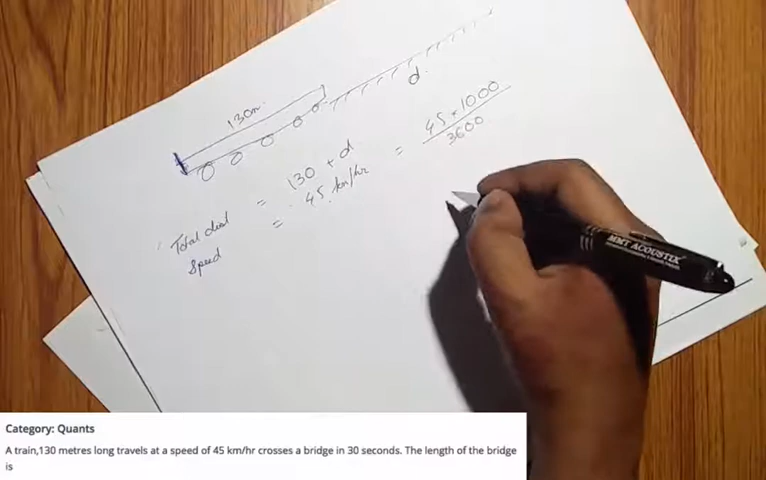 130m
d.
Total dist = 130 + d
Speed = 45 km/hr = 45 * 1000
3600
MMT ACOUSTIX
Category: Quants
A train,130 metres long travels at a speed of 45 km/hr crosses a bridge in 30 seconds. The length of the bridge
is